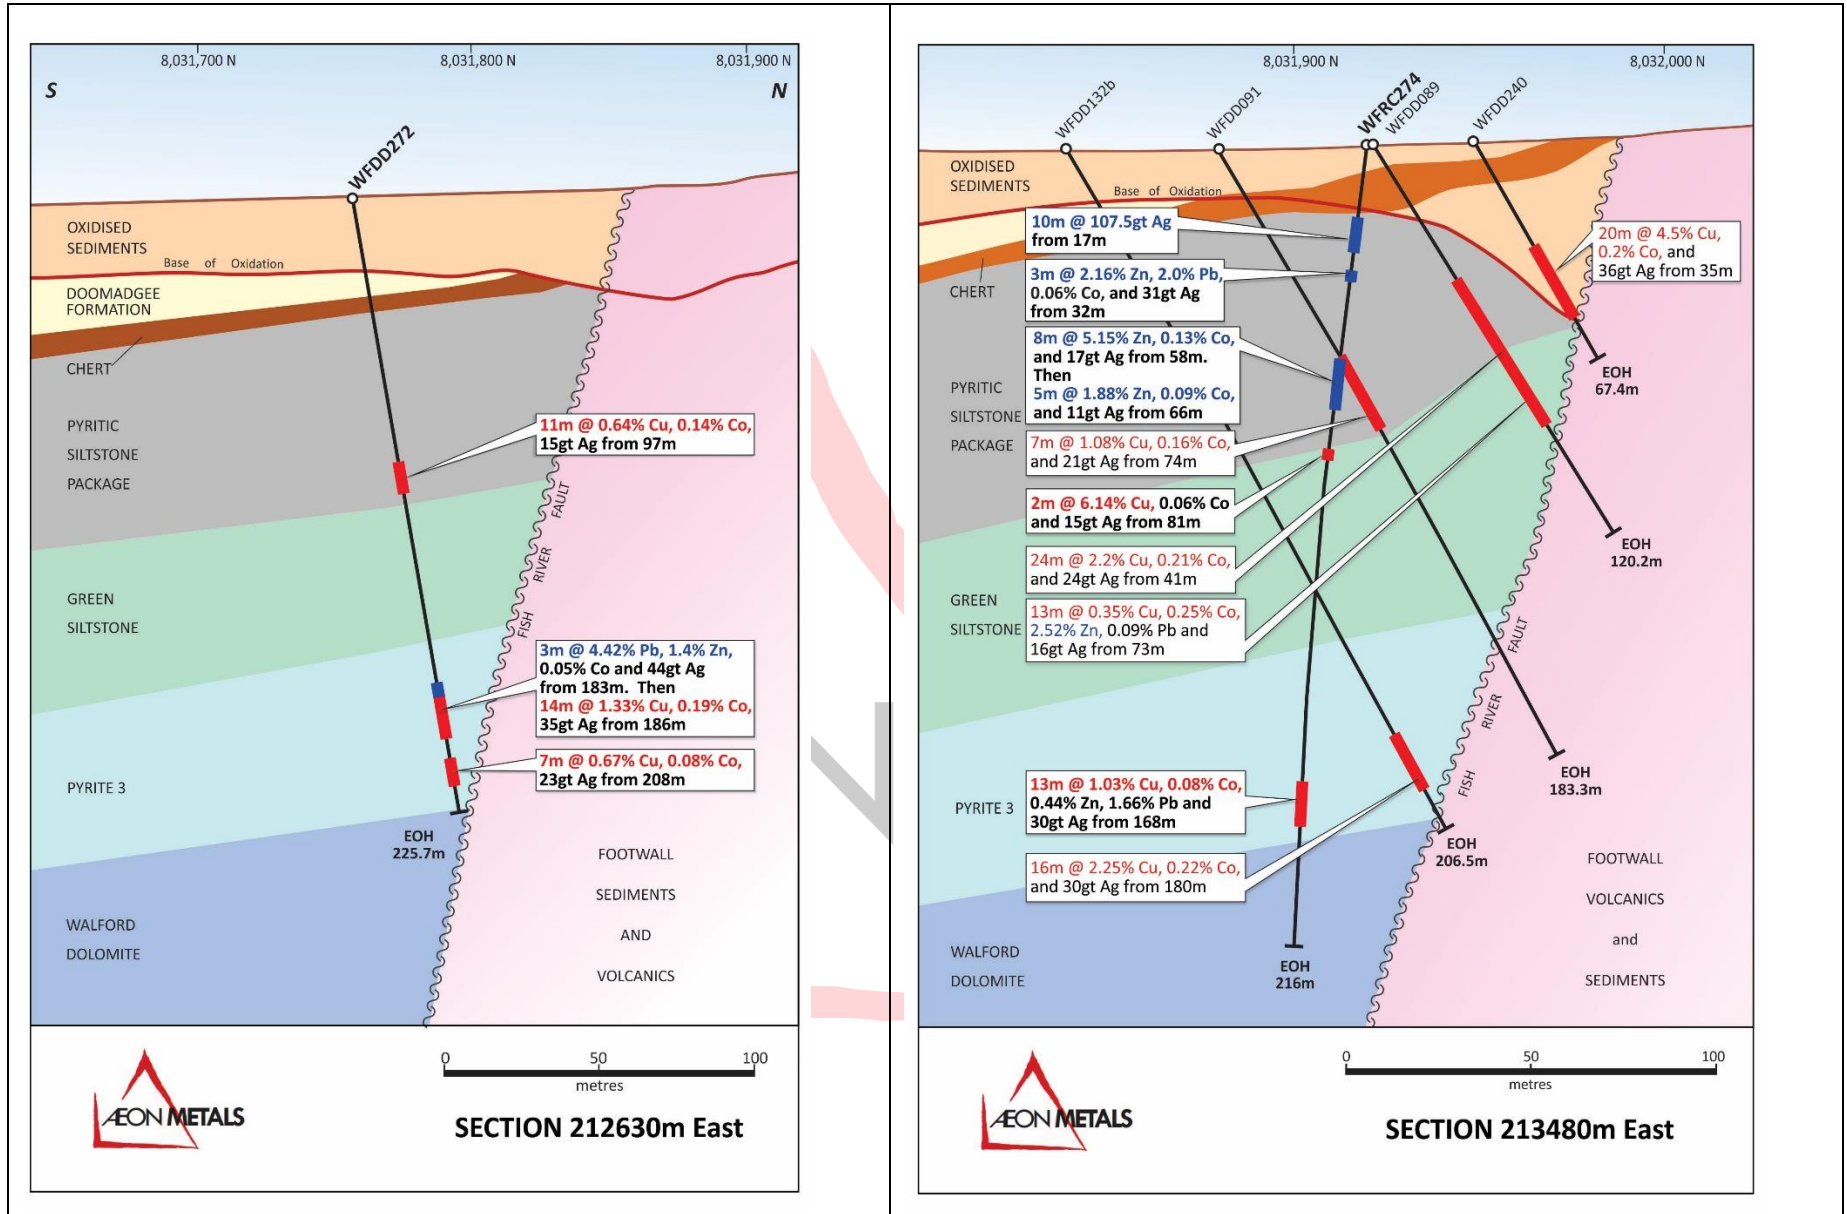 8,031,700 N
8,031,800 N
8,031,900 N
S
N
WFDD272
OXIDISED
SEDIMENTS
Base of Oxidation
DOOMADGEE
FORMATION
CHERT
PYRITIC
SILTSTONE
PACKAGE
11m @ 0.64% Cu, 0.14% Co,
15gt Ag from 97m
GREEN
SILTSTONE
FISH RIVER FAULT
3m @ 4.42% Pb, 1.4% Zn,
0.05% Co and 44gt Ag
from 183m. Then
14m @ 1.33% Cu, 0.19% Co,
35gt Ag from 186m
7m @ 0.67% Cu, 0.08% Co,
23gt Ag from 208m
PYRITE 3
EOH
225.7m
WALFORD
DOLOMITE
FOOTWALL
SEDIMENTS
AND
VOLCANICS
0 50 100
metres
ÆON METALS
SECTION 212630m East
8,031,900 N
8,032,000 N
WFDD132b
WFDD091
WFRC274
WFDD089
WFDD240
OXIDISED
SEDIMENTS
Base of Oxidation
10m @ 107.5gt Ag
from 17m
20m @ 4.5% Cu,
0.2% Co, and
36gt Ag from 35m
3m @ 2.16% Zn, 2.0% Pb,
0.06% Co, and 31gt Ag
from 32m
CHERT
8m @ 5.15% Zn, 0.13% Co,
and 17gt Ag from 58m.
Then
5m @ 1.88% Zn, 0.09% Co,
and 11gt Ag from 66m
EOH
67.4m
PYRITIC
SILTSTONE
PACKAGE
7m @ 1.08% Cu, 0.16% Co,
and 21gt Ag from 74m
2m @ 6.14% Cu, 0.06% Co
and 15gt Ag from 81m
EOH
120.2m
24m @ 2.2% Cu, 0.21% Co,
and 24gt Ag from 41m
GREEN
SILTSTONE
13m @ 0.35% Cu, 0.25% Co,
2.52% Zn, 0.09% Pb and
16gt Ag from 73m
FISH RIVER FAULT
EOH
183.3m
PYRITE 3
13m @ 1.03% Cu, 0.08% Co,
0.44% Zn, 1.66% Pb and
30gt Ag from 168m
EOH
206.5m
16m @ 2.25% Cu, 0.22% Co,
and 30gt Ag from 180m
FOOTWALL
VOLCANICS
and
SEDIMENTS
WALFORD
DOLOMITE
EOH
216m
0 50 100
metres
ÆON METALS
SECTION 213480m East